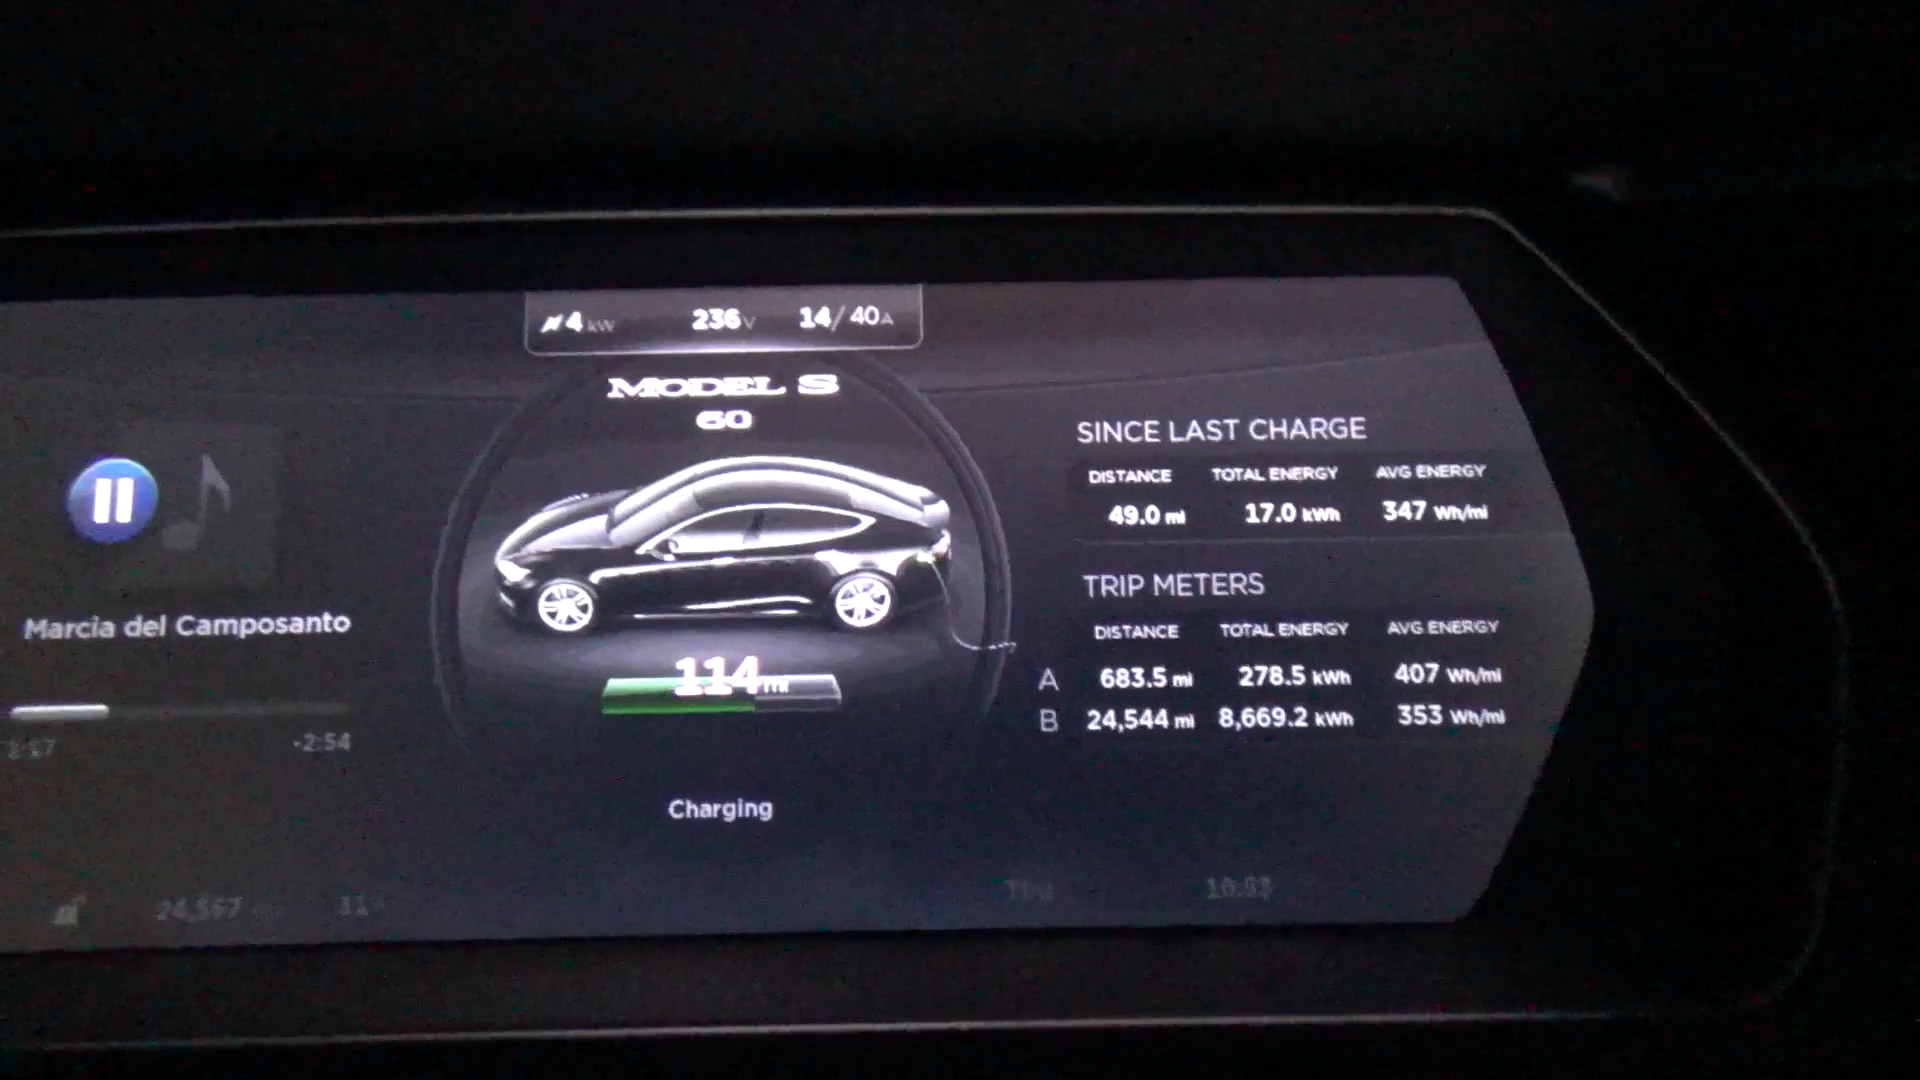 4 kW 236 V 14/40A
MODEL S
60
Marcia del Camposanto
-2:54
114 mi
Charging
SINCE LAST CHARGE
DISTANCE TOTAL ENERGY AVG ENERGY
49.0 mi 17.0 kWh 347 Wh/mi
TRIP METERS
DISTANCE TOTAL ENERGY AVG ENERGY
A 683.5 mi 278.5 kWh 407 Wh/mi
B 24,544 mi 8,669.2 kWh 353 Wh/mi
Thu